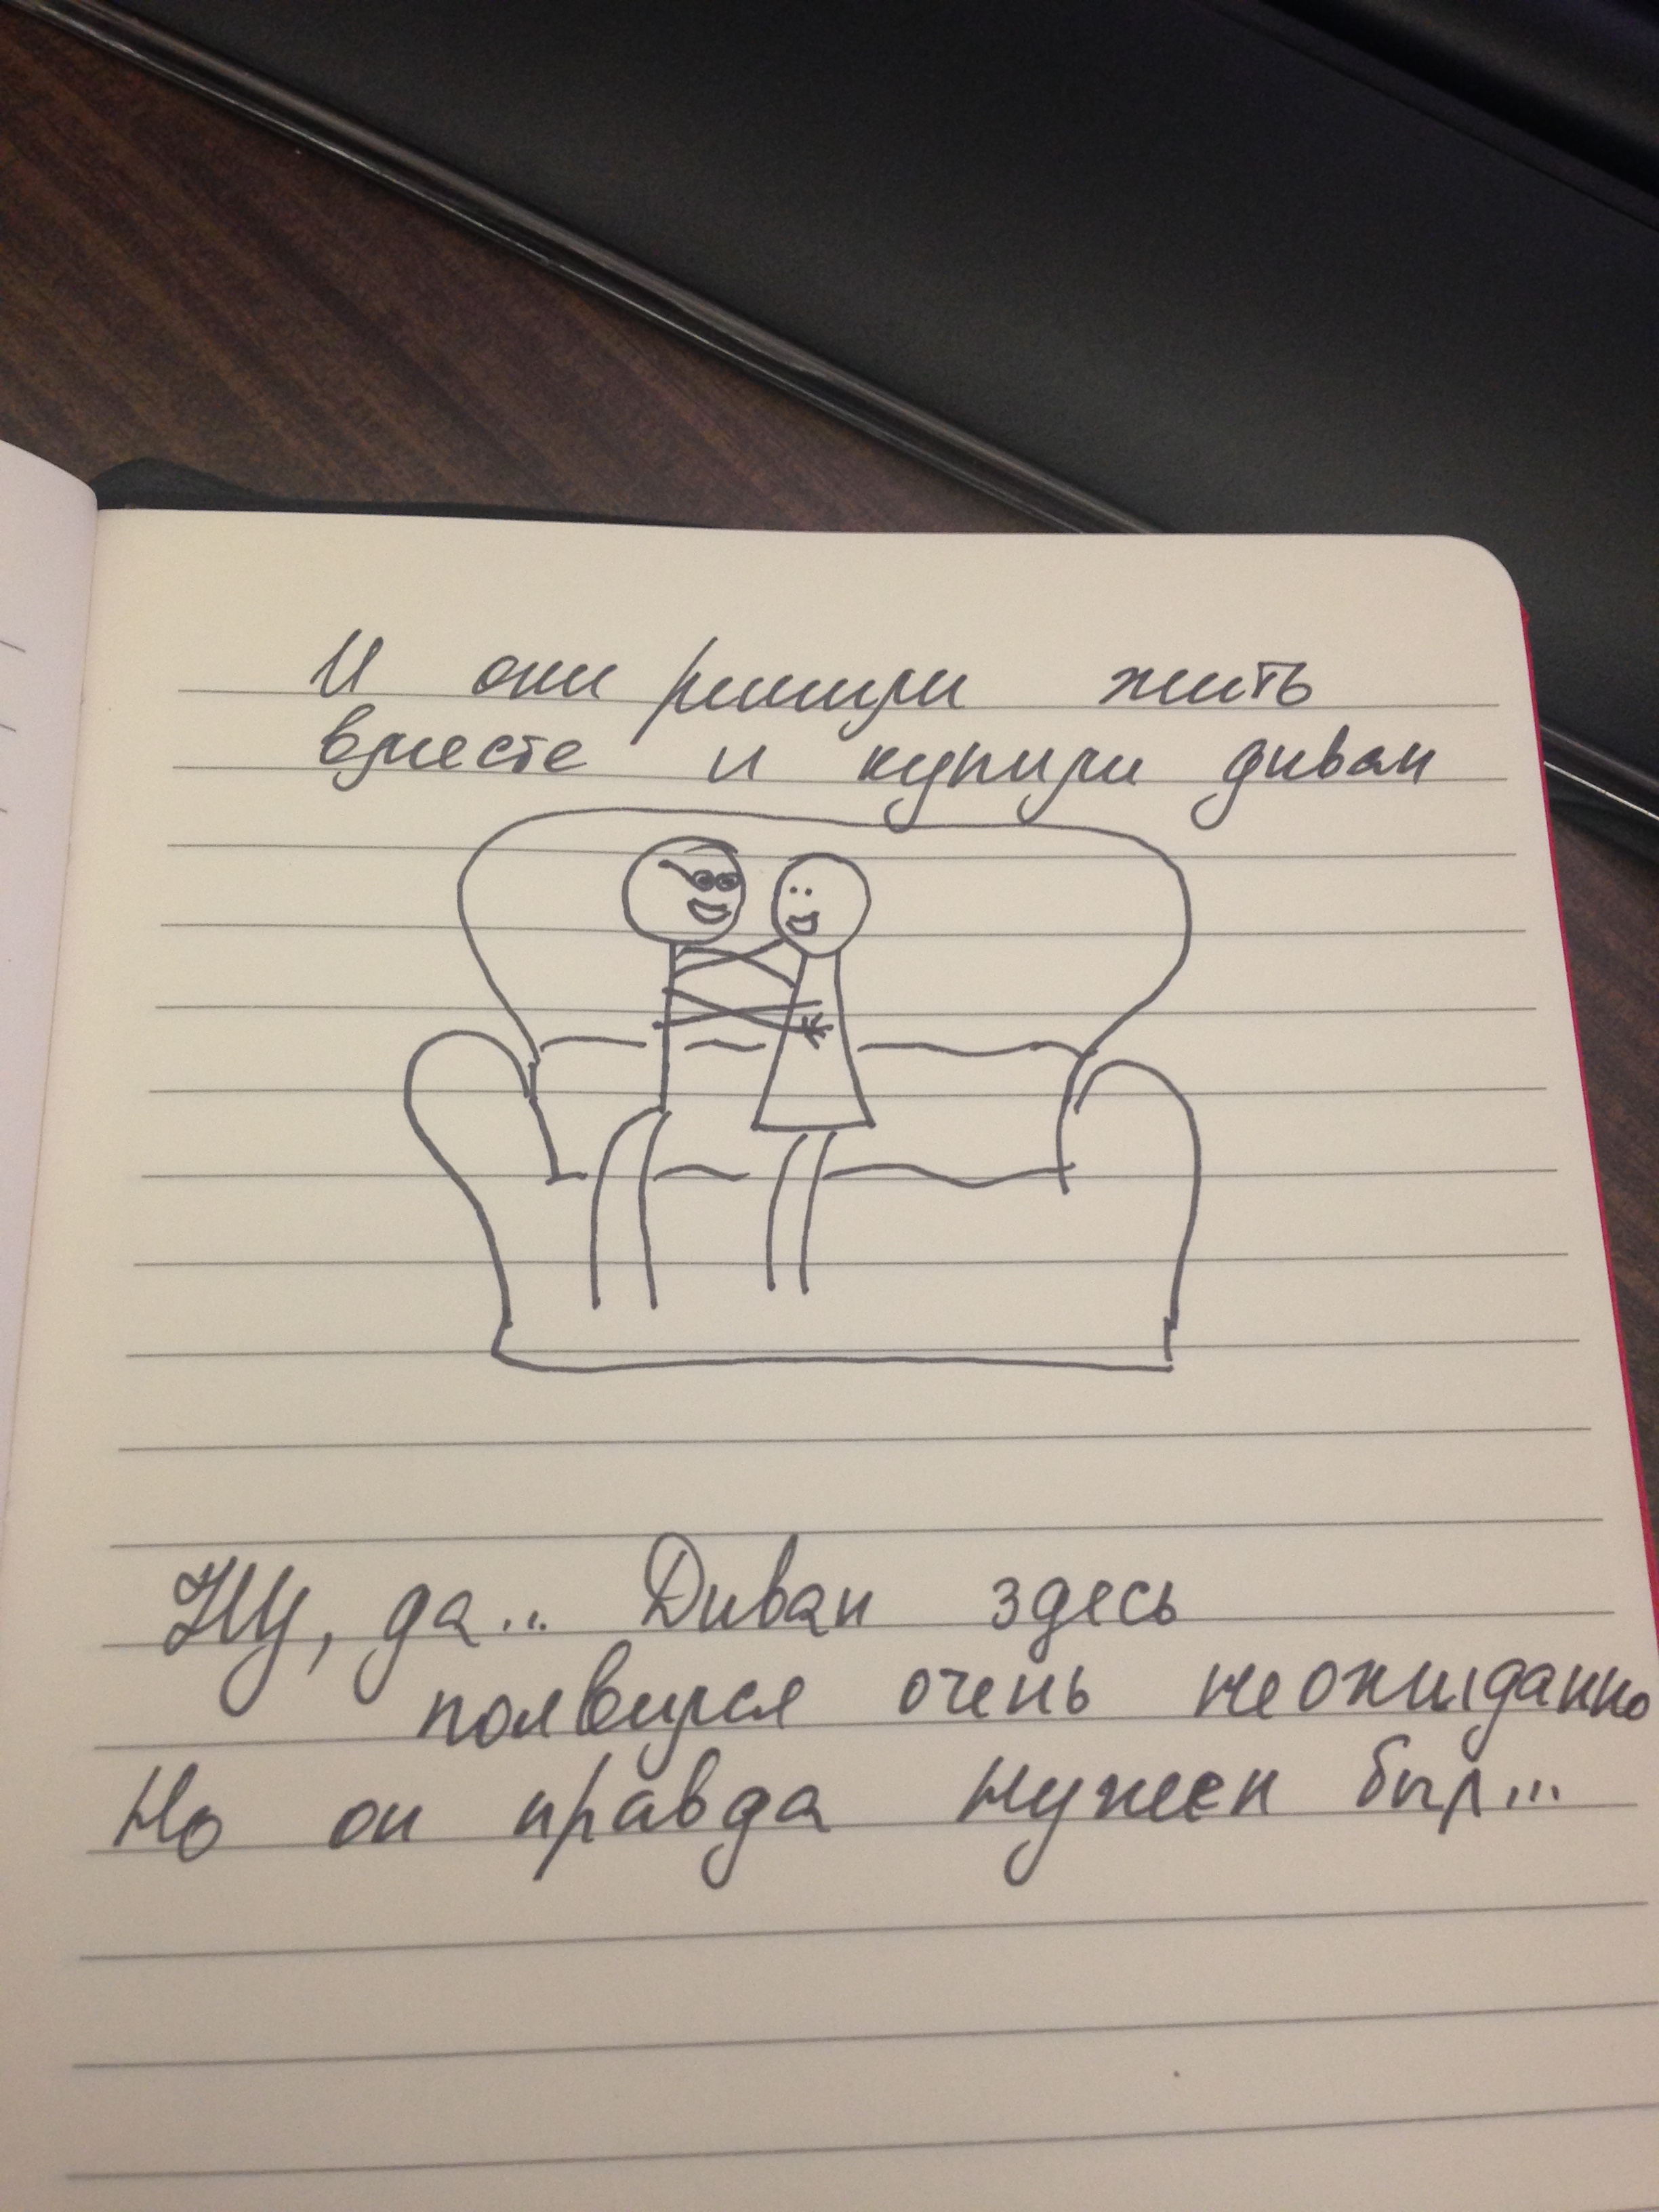 И они решили жить
вместе и купили диван
Ну, да... Диван здесь
появился очень неожиданно
Но он правда нужен был...